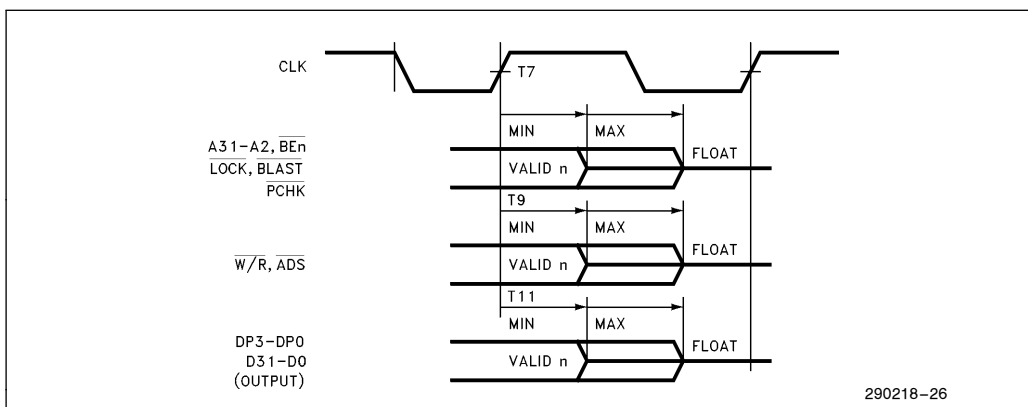 CLK
T7
MIN MAX
A31-A2, BEn
LOCK, BLAST
PCHK
VALID n
FLOAT
T9
MIN MAX
W/R, ADS
VALID n
FLOAT
T11
MIN MAX
DP3-DP0
D31-D0
(OUTPUT)
VALID n
FLOAT
290218-26